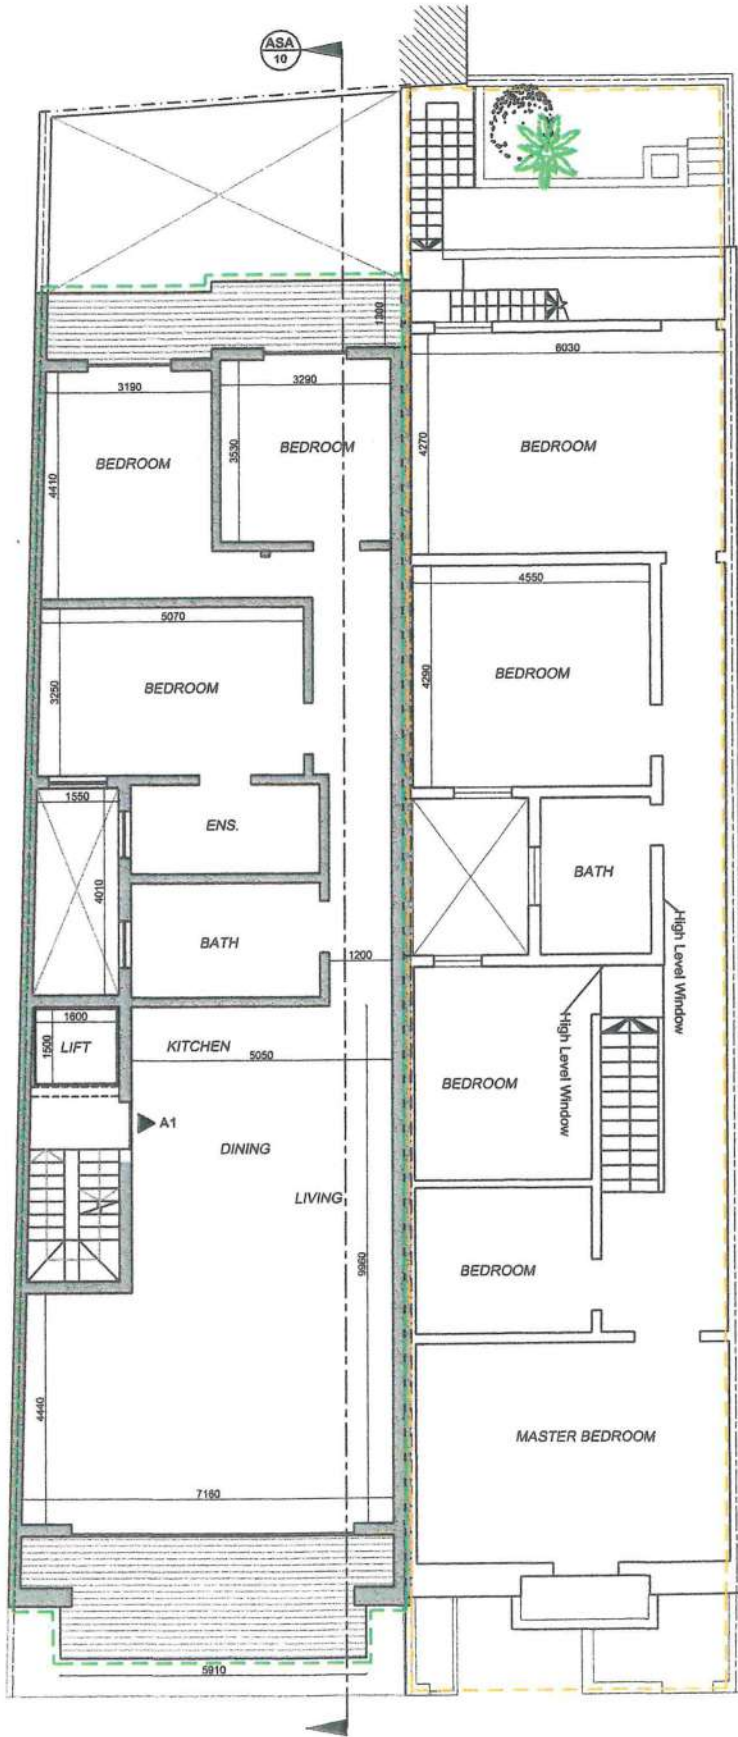 ASA
10
1300
6030
3190
3290
BEDROOM
BEDROOM
BEDROOM
4410
3530
4270
4550
5070
BEDROOM
BEDROOM
3250
4290
1550
ENS.
4010
BATH
BATH
High Level Window
1200
1600
LIFT
1500
KITCHEN
5050
BEDROOM
High Level Window
A1
DINING
LIVING
9960
BEDROOM
4440
MASTER BEDROOM
7160
5910